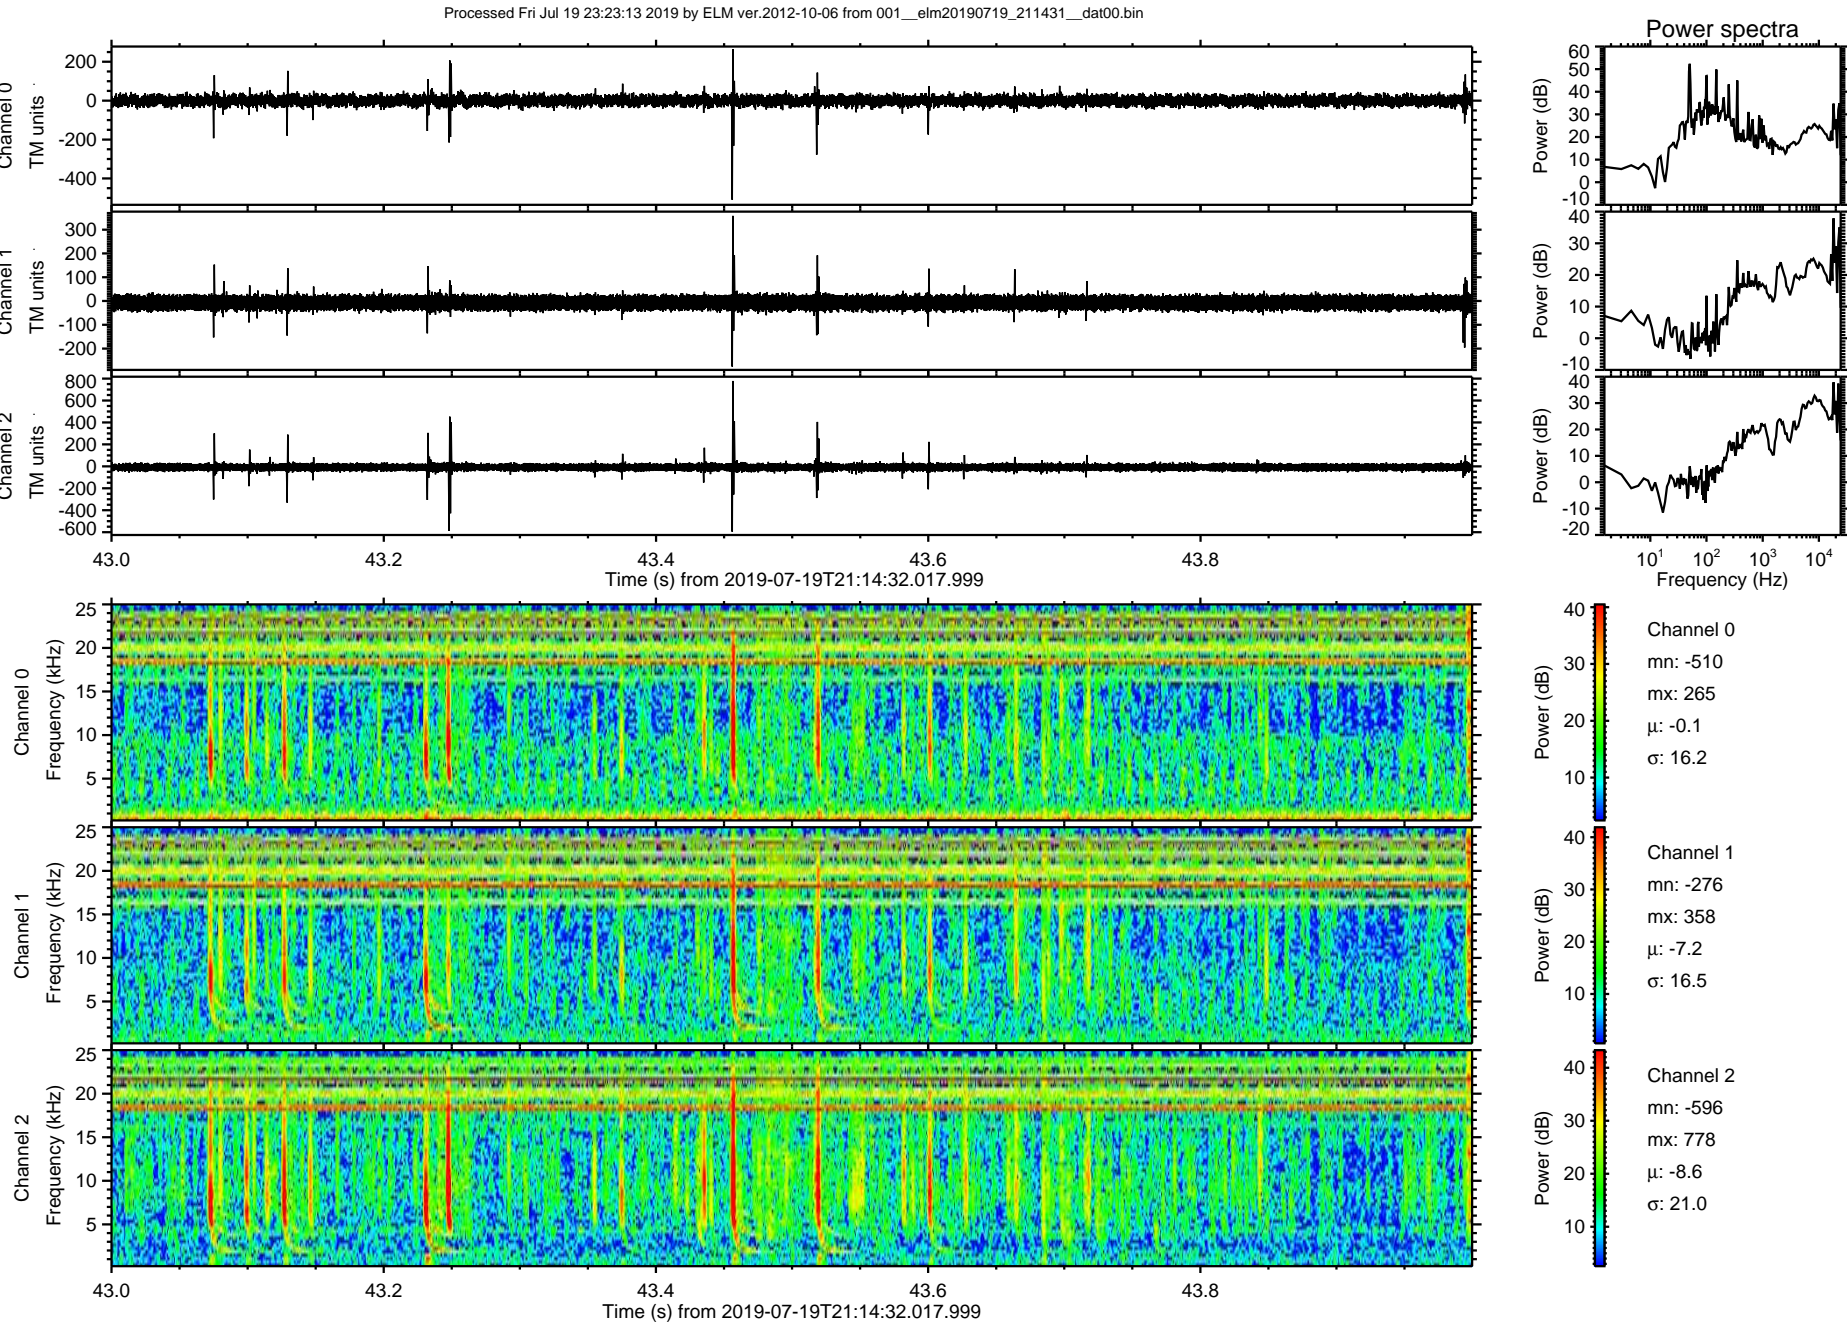 Processed Fri Jul 19 23:23:13 2019 by ELM ver.2012-10-06 from 001__elm20190719_211431__dat00.bin
Power spectra
Channel 0
TM units
200
0
-200
-400
Power (dB)
60
50
40
30
20
10
0
-10
Channel 1
TM units
300
200
100
0
-100
-200
Power (dB)
40
30
20
10
0
-10
Channel 2
TM units
800
600
400
200
0
-200
-400
-600
Power (dB)
40
30
20
10
0
-10
-20
43.0 43.2 43.4 43.6 43.8
Time (s) from 2019-07-19T21:14:32.017.999
10^1 10^2 10^3 10^4
Frequency (Hz)
Channel 0
Frequency (kHz)
25
20
15
10
5
Power (dB)
40
30
20
10
Channel 0
mn: -510
mx: 265
μ: -0.1
σ: 16.2
Channel 1
Frequency (kHz)
25
20
15
10
5
Power (dB)
40
30
20
10
Channel 1
mn: -276
mx: 358
μ: -7.2
σ: 16.5
Channel 2
Frequency (kHz)
25
20
15
10
5
Power (dB)
40
30
20
10
Channel 2
mn: -596
mx: 778
μ: -8.6
σ: 21.0
43.0 43.2 43.4 43.6 43.8
Time (s) from 2019-07-19T21:14:32.017.999